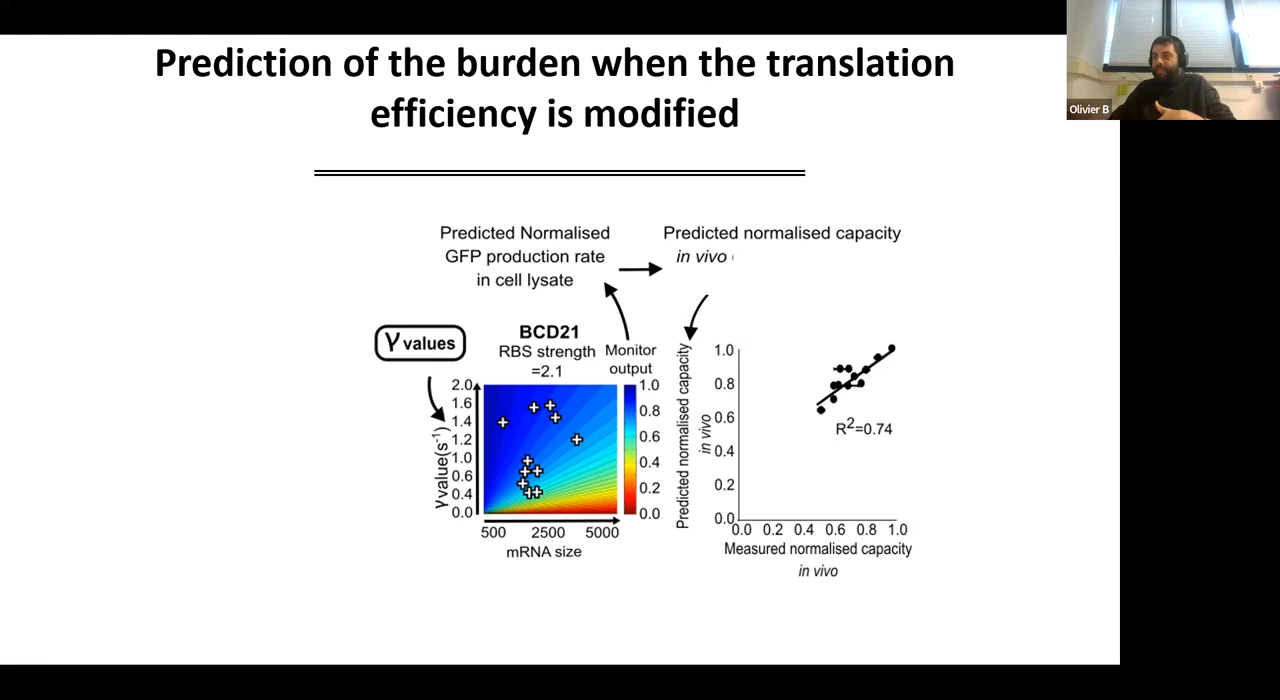 Prediction of the burden when the translation
efficiency is modified
Olivier B
Predicted Normalised
GFP production rate
in cell lysate
Predicted normalised capacity
in vivo
γ values
BCD21
RBS strength
=2.1
Monitor
output
2.0
1.6
1.4
1.2
1.0
0.6
0.4
0.0
γ value(s⁻¹)
500 2500 5000
mRNA size
1.0
0.8
0.6
0.4
0.2
0.0
Predicted normalised capacity
in vivo
1.0
0.8
0.6
0.4
0.2
0.0
R²=0.74
0.0 0.2 0.4 0.6 0.8 1.0
Measured normalised capacity
in vivo